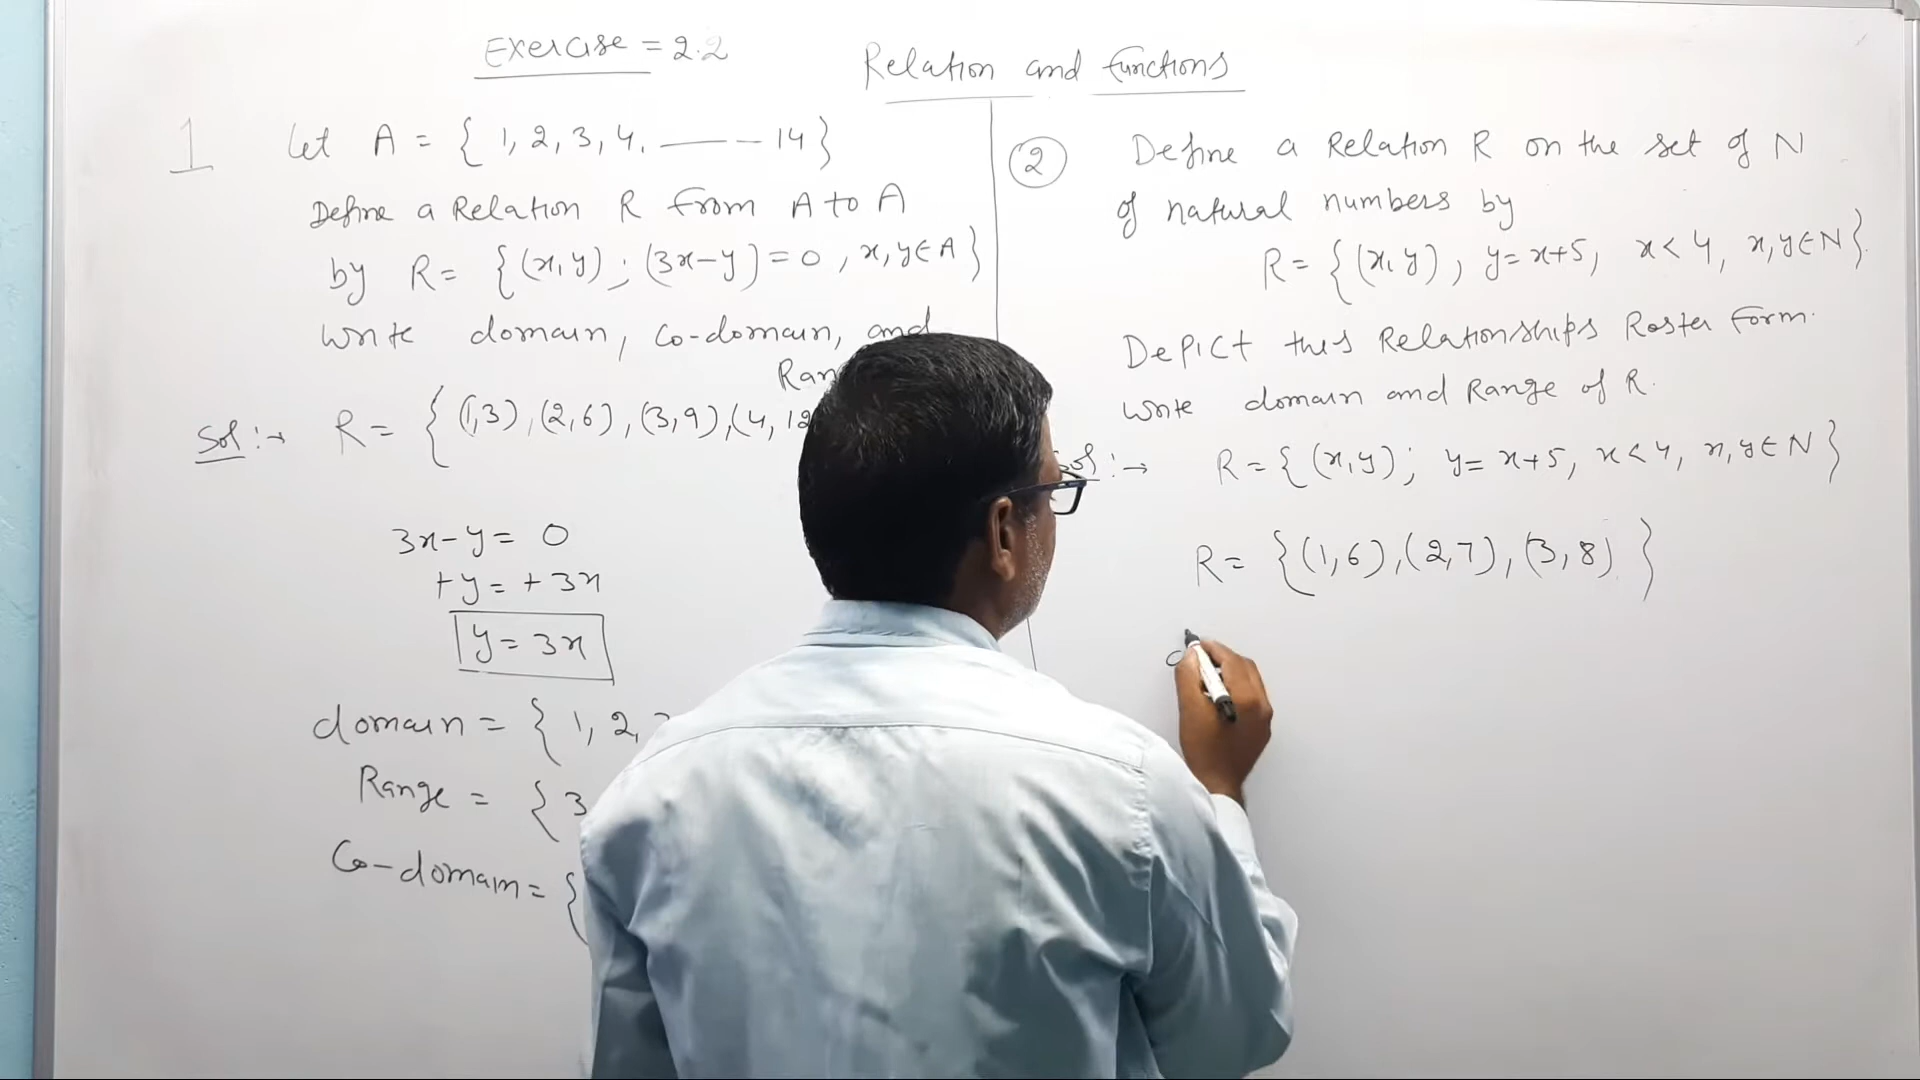 Exercise = 2.2
Relation and functions
1 Let A = { 1, 2, 3, 4, ——-- 14 }
Define a Relation R from A to A
by R = { (x, y) ; (3x-y) = 0 , x, y ∈ A }
write domain, co-domain, and
Sol :→ R = { (1,3) , (2,6) , (3,9) , (4, 12
3x-y = 0
+y = +3x
y = 3x
domain = { 1, 2,
Range = { 3
Co-domain = {
2 Define a Relation R on the set of N
of natural numbers by
R = { (x, y) , y = x+5, x < 4, x, y ∈ N }.
DePict this Relationships Roster form.
write domain and Range of R.
Sol :→ R = { (x, y) ; y = x+5, x < 4, x, y ∈ N }
R = { (1, 6) , (2, 7) , (3, 8) }